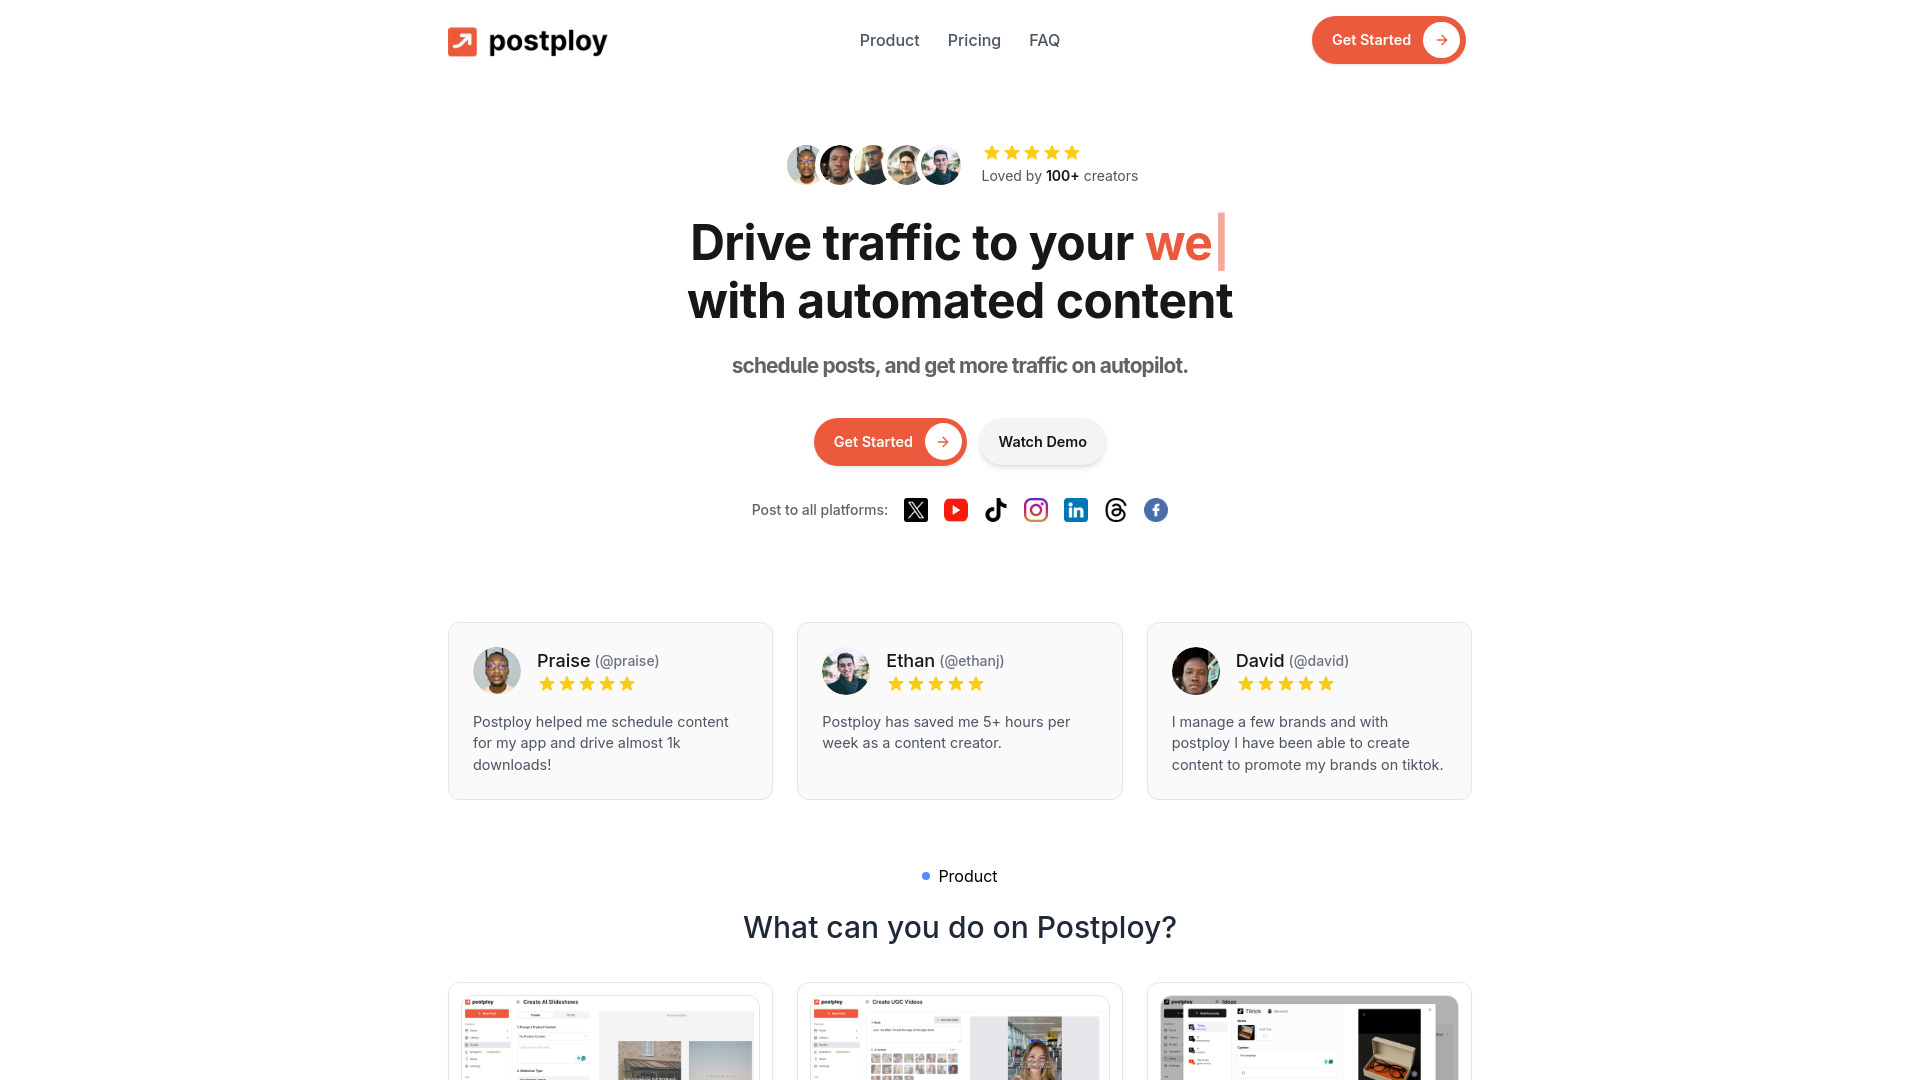 postploy
Product Pricing FAQ
Get Started
Loved by 100+ creators
Drive traffic to your we
with automated content
schedule posts, and get more traffic on autopilot.
Get Started
Watch Demo
Post to all platforms:
Praise (@praise)
Postploy helped me schedule content
for my app and drive almost 1k
downloads!
Ethan (@ethanj)
Postploy has saved me 5+ hours per
week as a content creator.
David (@david)
I manage a few brands and with
postploy I have been able to create
content to promote my brands on tiktok.
Product
What can you do on Postploy?
postploy
Create AI Slideshows
postploy
Create UGC Videos
postploy
Ideas
Tiktok